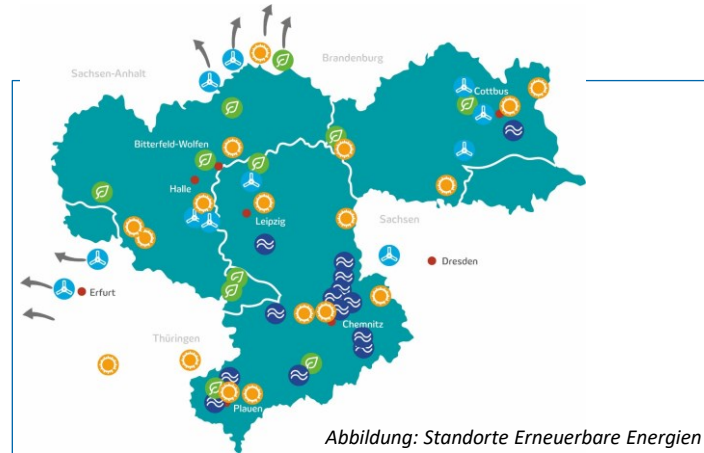 Brandenburg
Sachsen-Anhalt
Cottbus
Bitterfeld-Wolfen
Halle
Leipzig
Sachsen
Dresden
Erfurt
Chemnitz
Thüringen
Plauen
Abbildung: Standorte Erneuerbare Energien